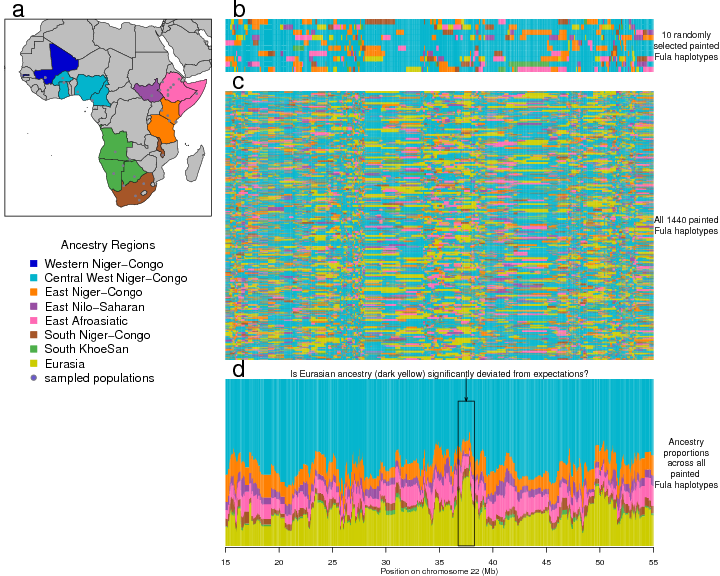 a
b
10 randomly
selected painted
Fula haplotypes
c
All 1440 painted
Fula haplotypes
Ancestry Regions
Western Niger−Congo
Central West Niger−Congo
East Niger−Congo
East Nilo−Saharan
East Afroasiatic
South Niger−Congo
South KhoeSan
Eurasia
sampled populations
d
Is Eurasian ancestry (dark yellow) significantly deviated from expectations?
Ancestry
proportions
across all
painted
Fula haplotypes
15 20 25 30 35 40 45 50 55
Position on chromosome 22 (Mb)